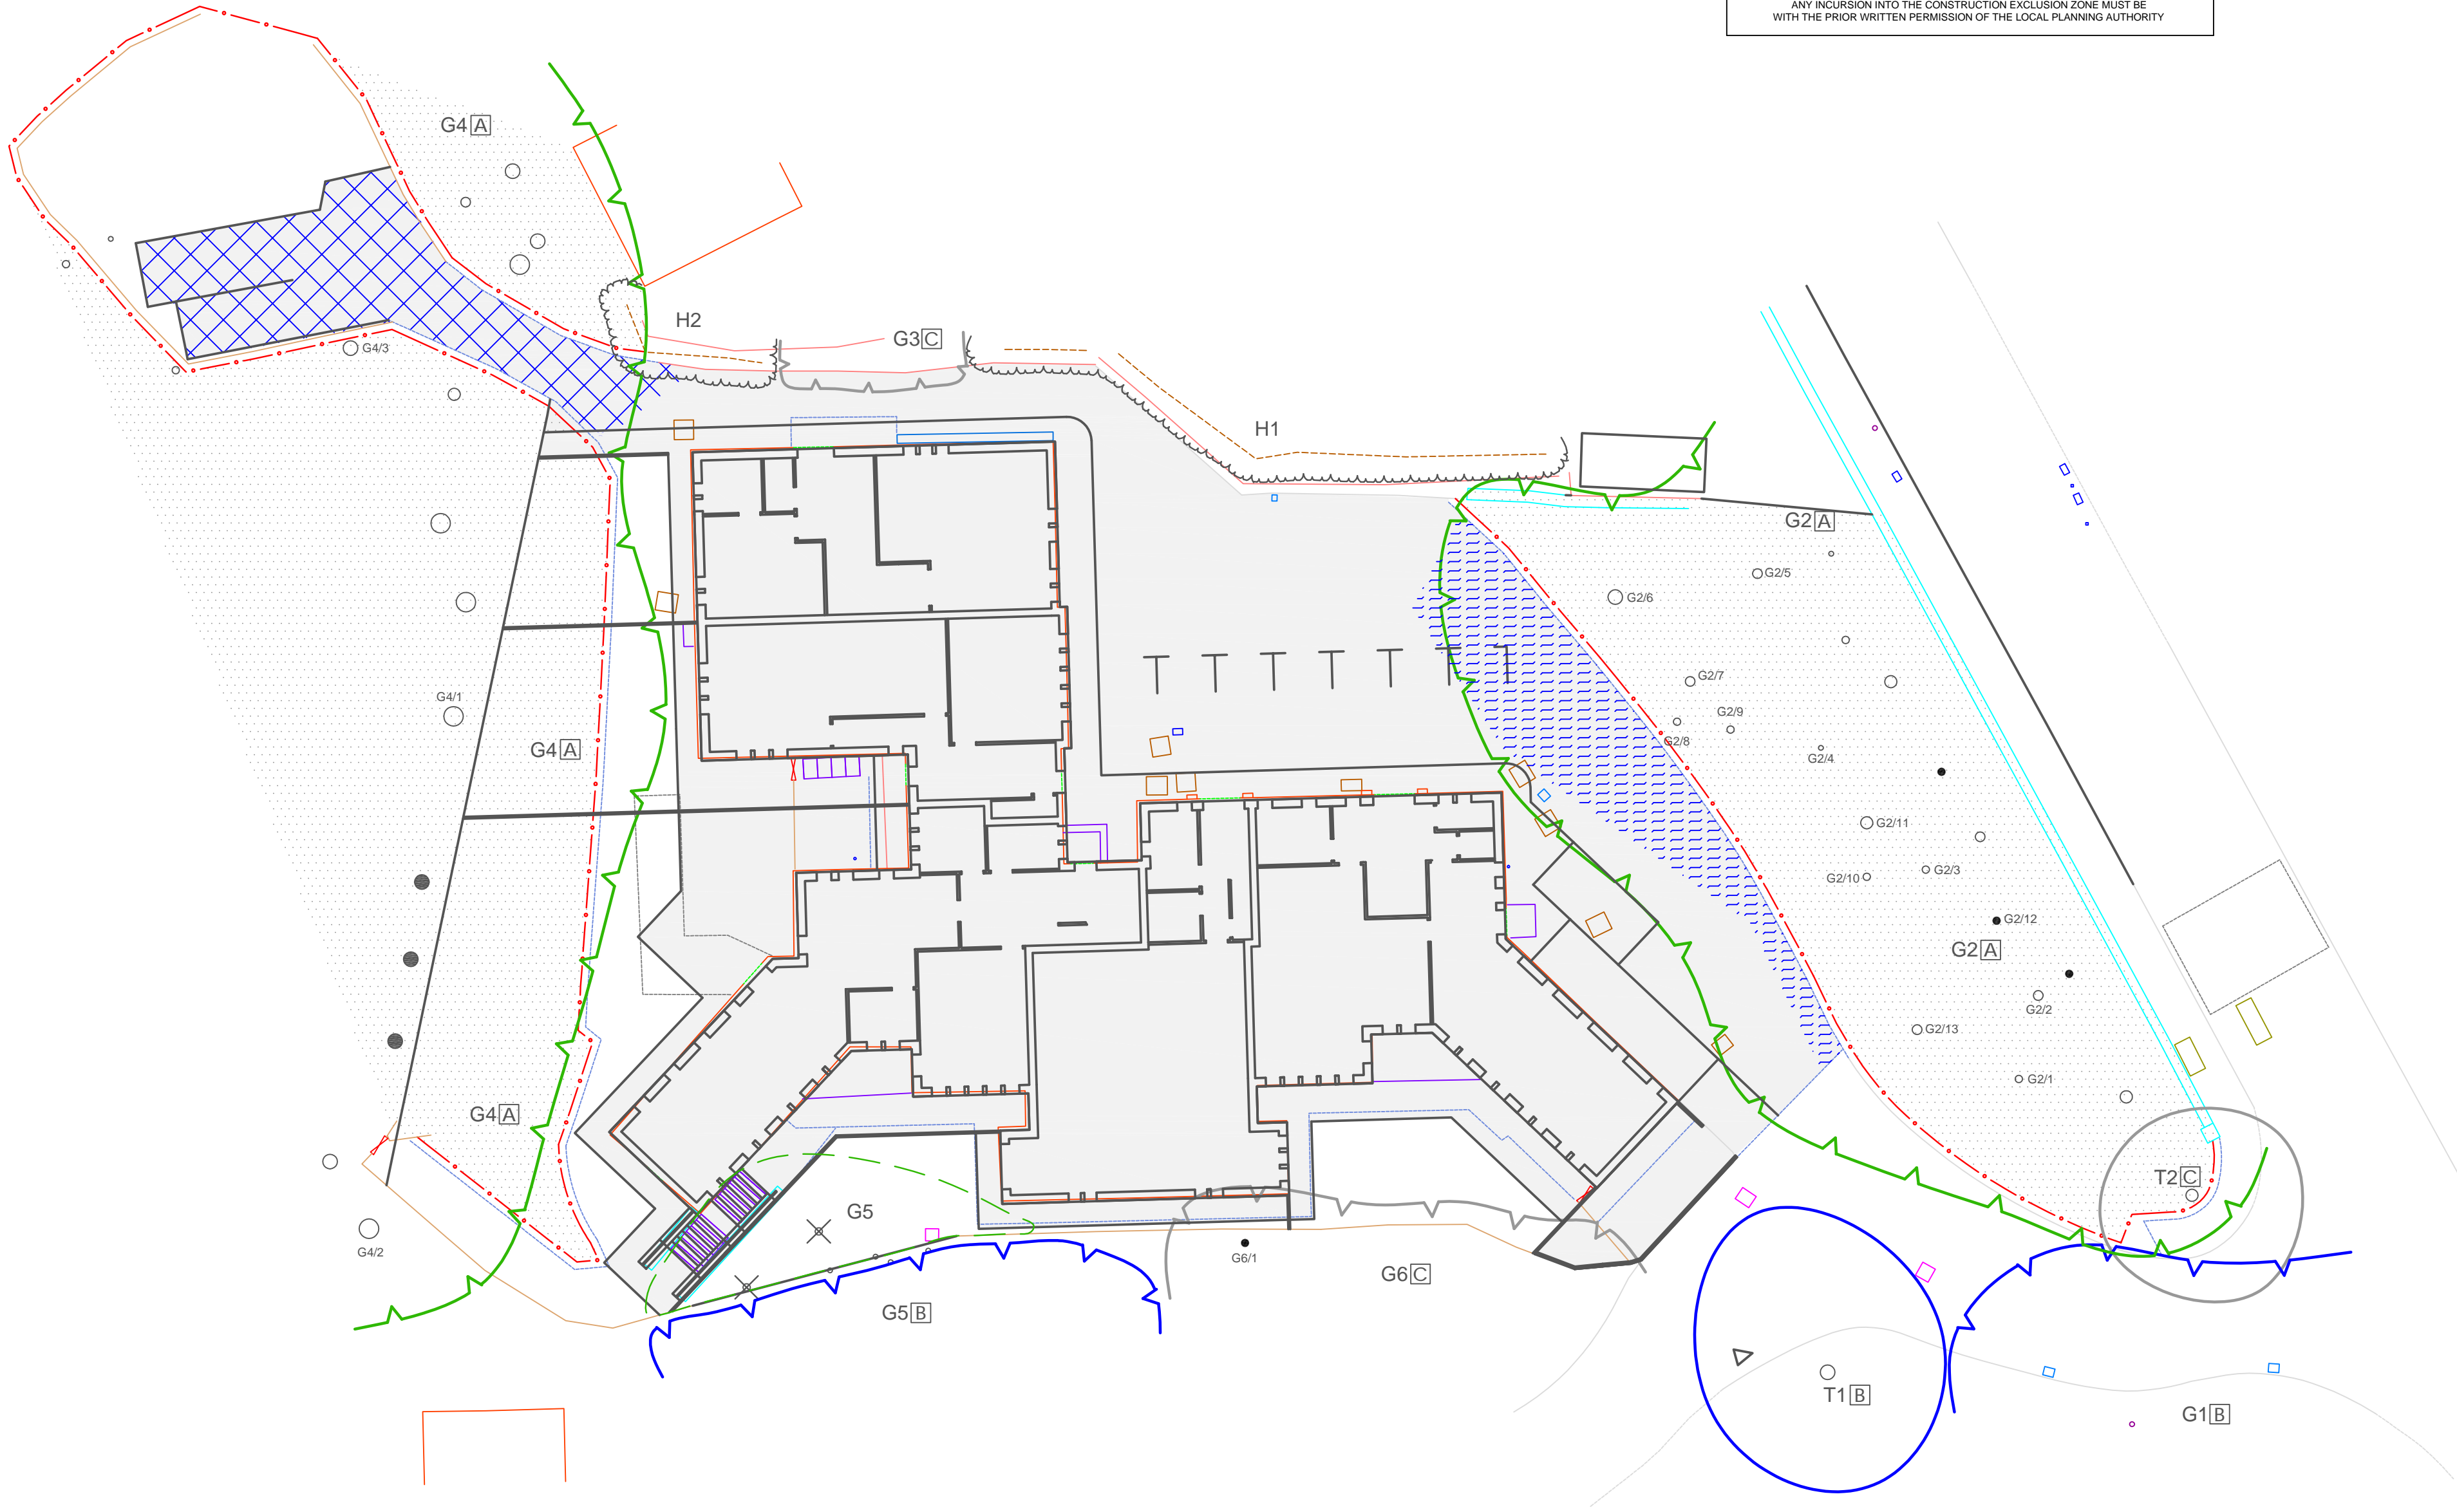 ANY INCURSION INTO THE CONSTRUCTION EXCLUSION ZONE MUST BE
WITH THE PRIOR WRITTEN PERMISSION OF THE LOCAL PLANNING AUTHORITY
G4 A
H2
G3 C
G4/3
H1
G2 A
G2/5
G2/6
G2/7
G4/1
G2/9
G2/8
G4 A
G2/4
G2/11
G2/3
G2/10
G2/12
G2 A
G2/2
G2/13
G2/1
G4 A
T2 C
G5
G4/2
G6/1
G6 C
G5 B
T1 B
G1 B